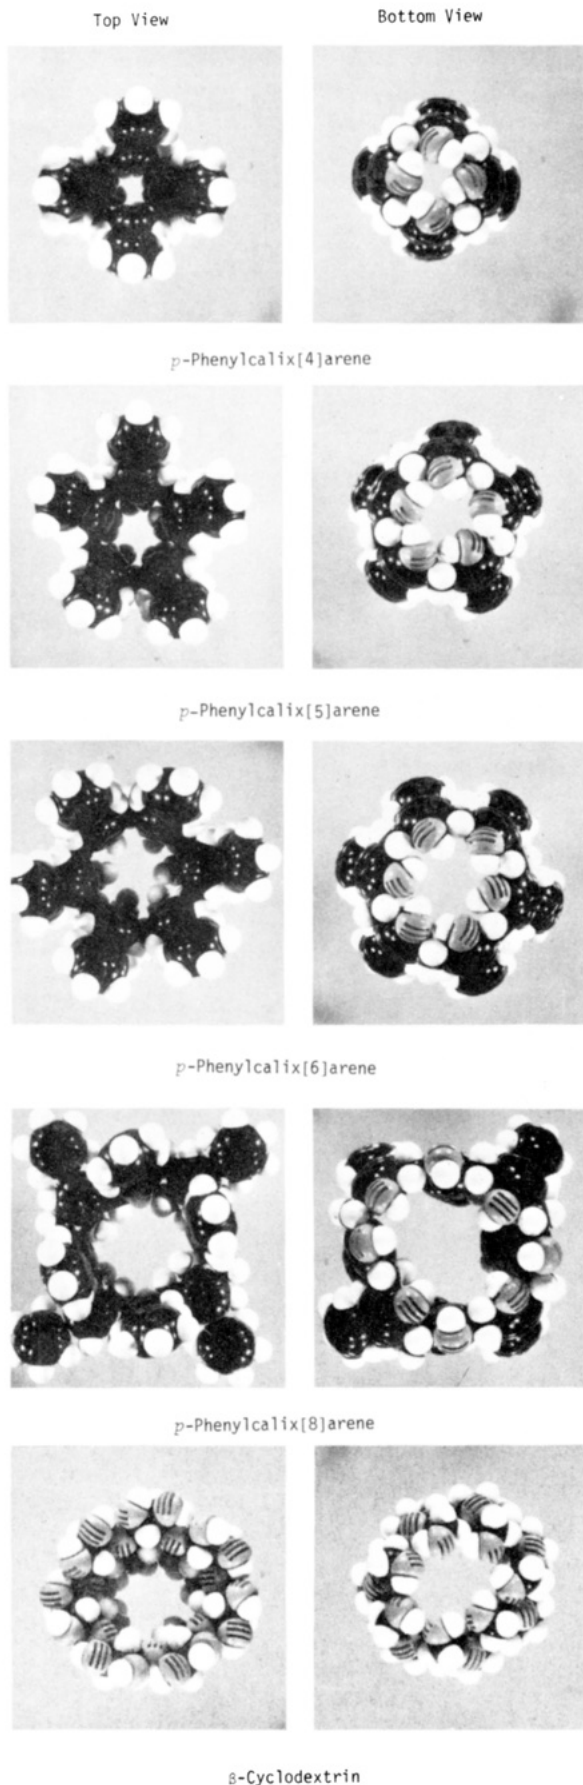 Top View
Bottom View
p-Phenylcalix[4]arene
p-Phenylcalix[5]arene
p-Phenylcalix[6]arene
p-Phenylcalix[8]arene
β-Cyclodextrin